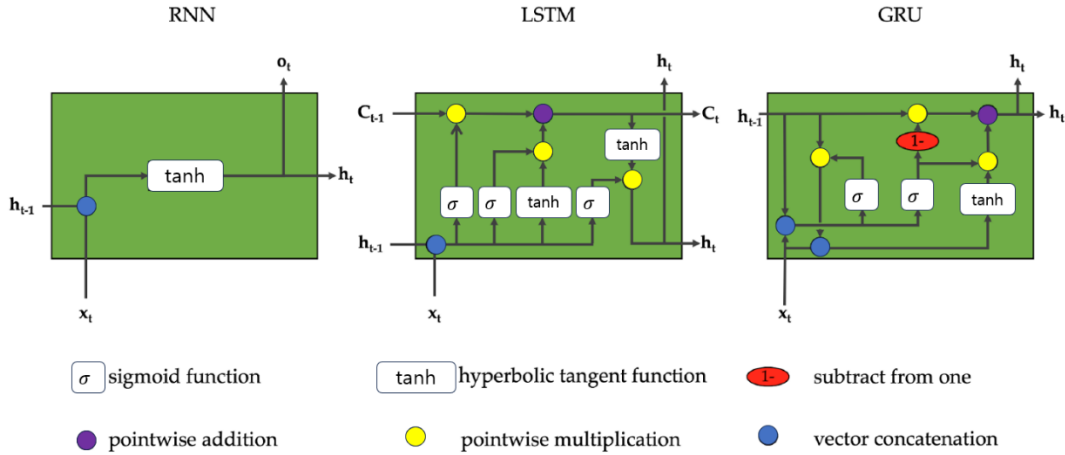 RNN
LSTM
GRU
oₜ
hₜ
hₜ
Cₜ₋₁
Cₜ
hₜ₋₁
hₜ
1-
tanh
tanh
hₜ
σ
σ
tanh
σ
σ
σ
tanh
hₜ₋₁
hₜ₋₁
hₜ
xₜ
xₜ
xₜ
σ sigmoid function
tanh hyperbolic tangent function
1- subtract from one
pointwise addition
pointwise multiplication
vector concatenation